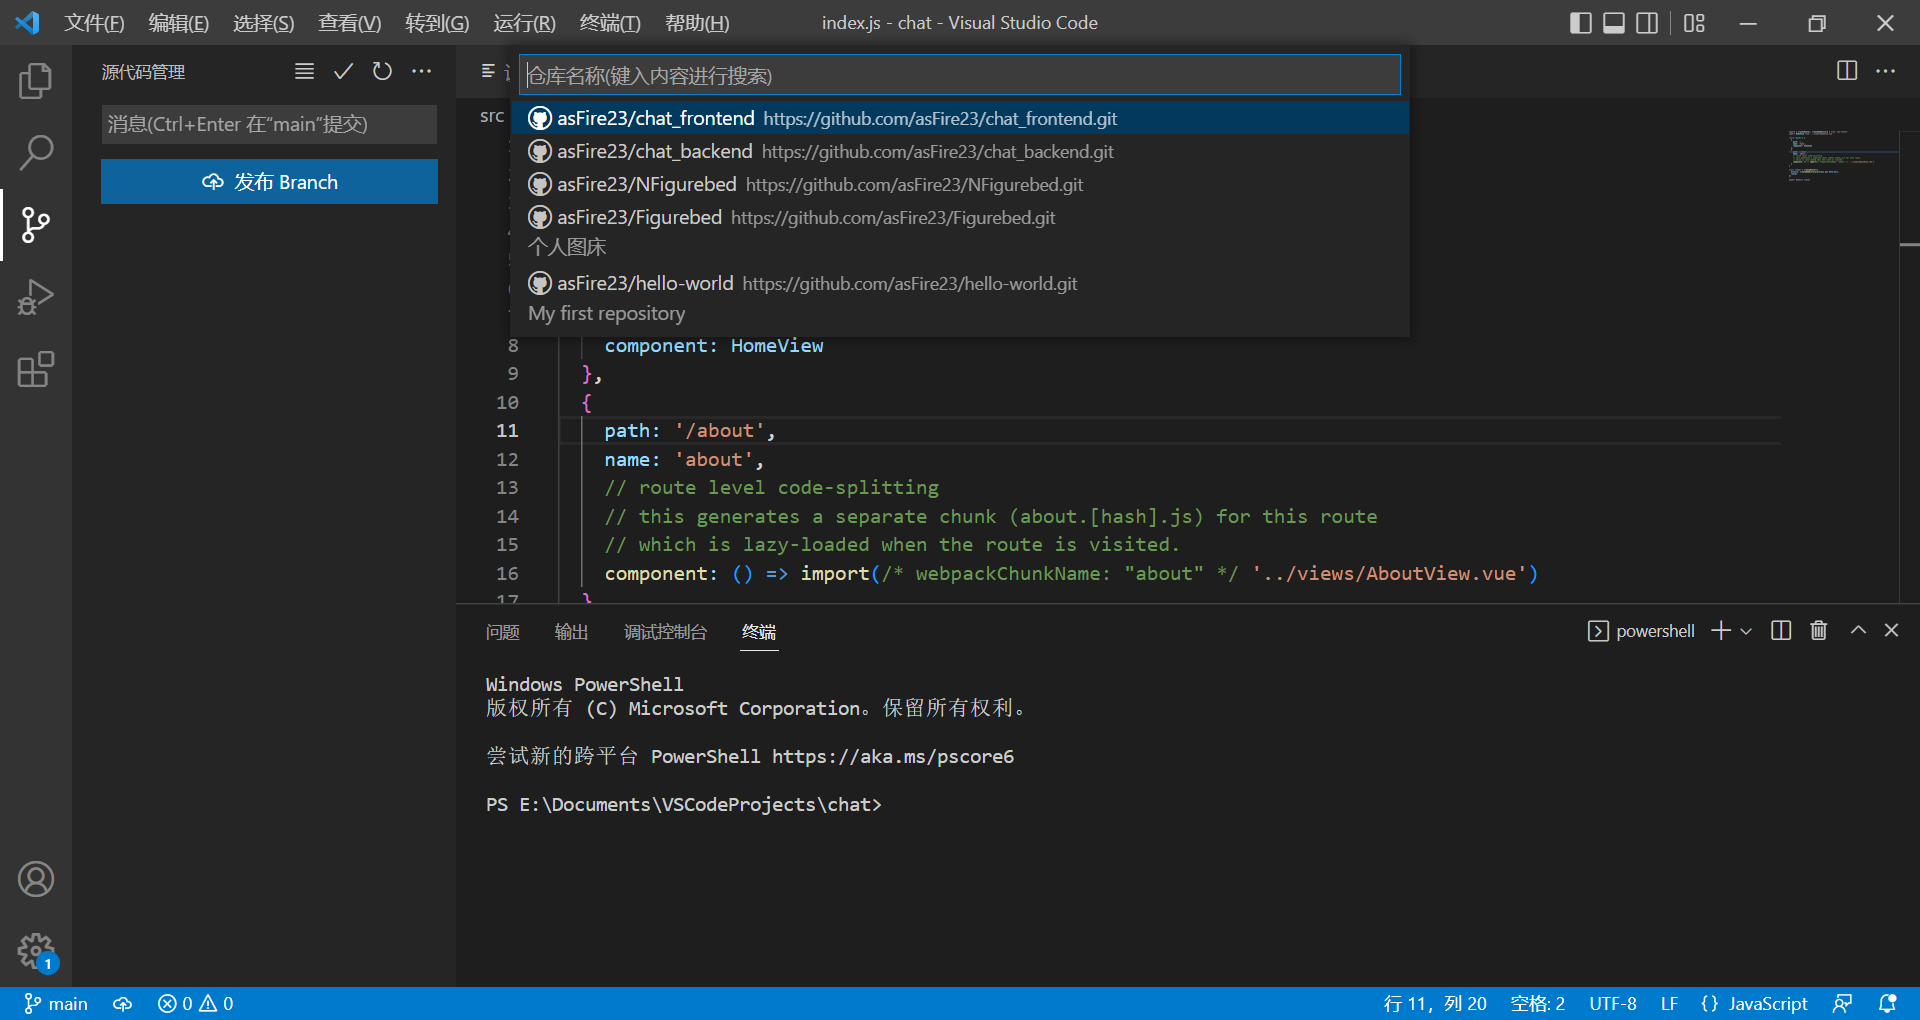 文件(F) 编辑(E) 选择(S) 查看(V) 转到(G) 运行(R) 终端(T) 帮助(H) index.js - chat - Visual Studio Code
源代码管理
消息(Ctrl+Enter 在“main”提交)
发布 Branch
仓库名称(键入内容进行搜索)
src
asFire23/chat_frontend https://github.com/asFire23/chat_frontend.git
asFire23/chat_backend https://github.com/asFire23/chat_backend.git
asFire23/NFigurebed https://github.com/asFire23/NFigurebed.git
asFire23/Figurebed https://github.com/asFire23/Figurebed.git
个人图床
asFire23/hello-world https://github.com/asFire23/hello-world.git
My first repository
8 component: HomeView
9 },
10 {
11 path: '/about',
12 name: 'about',
13 // route level code-splitting
14 // this generates a separate chunk (about.[hash].js) for this route
15 // which is lazy-loaded when the route is visited.
16 component: () => import(/* webpackChunkName: "about" */ '../views/AboutView.vue')
17 }
问题 输出 调试控制台 终端 powershell
Windows PowerShell
版权所有 (C) Microsoft Corporation。保留所有权利。
尝试新的跨平台 PowerShell https://aka.ms/pscore6
PS E:\Documents\VSCodeProjects\chat>
1
main 0 0 行 11，列 20 空格: 2 UTF-8 LF {} JavaScript